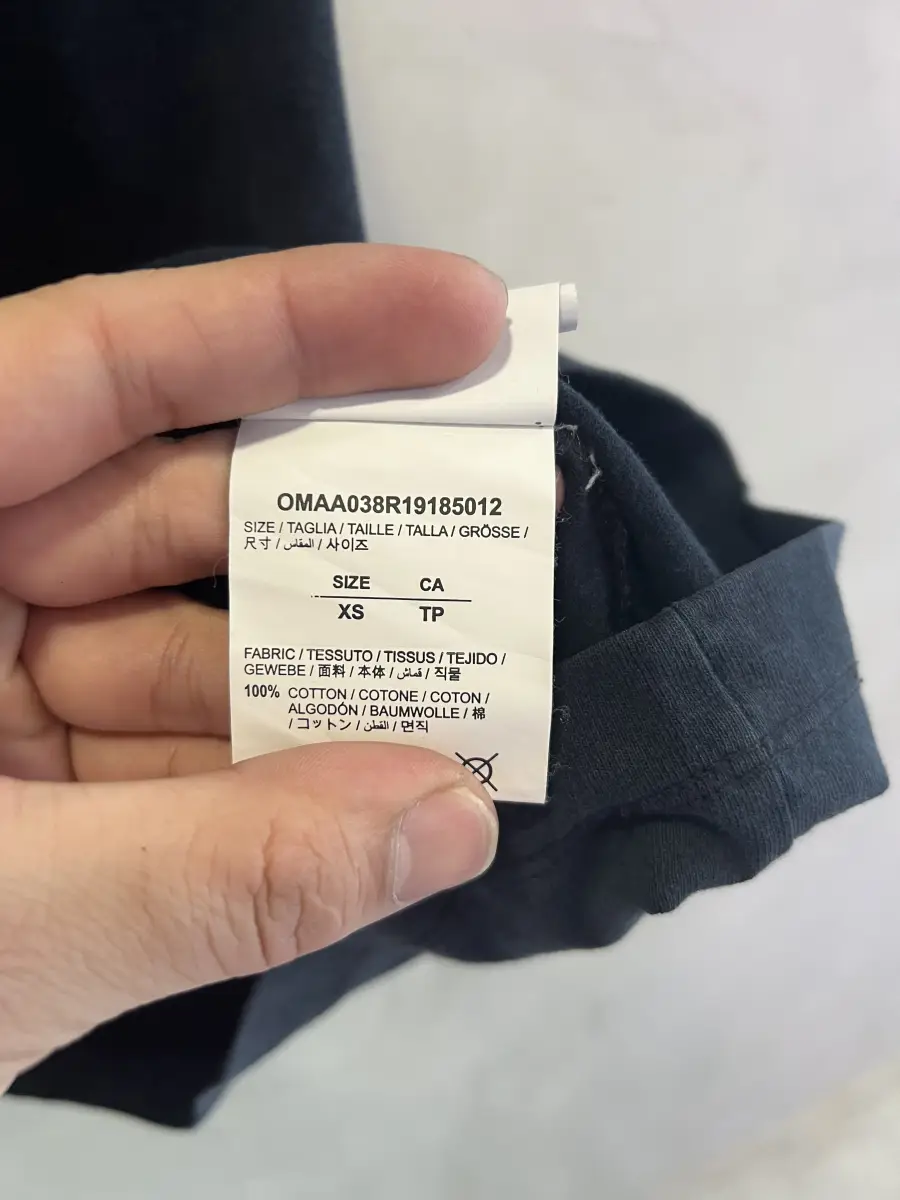 OMAA038R19185012
SIZE / TAGLIA / TAILLE / TALLA / GRÖSSE /
尺寸 / المقاس / 사이즈
SIZE CA
XS TP
FABRIC / TESSUTO / TISSUS / TEJIDO /
GEWEBE / 面料 / 本体 / قماش / 직물
100% COTTON / COTONE / COTON /
ALGODÓN / BAUMWOLLE / 棉
/ コットン / القطن / 면직